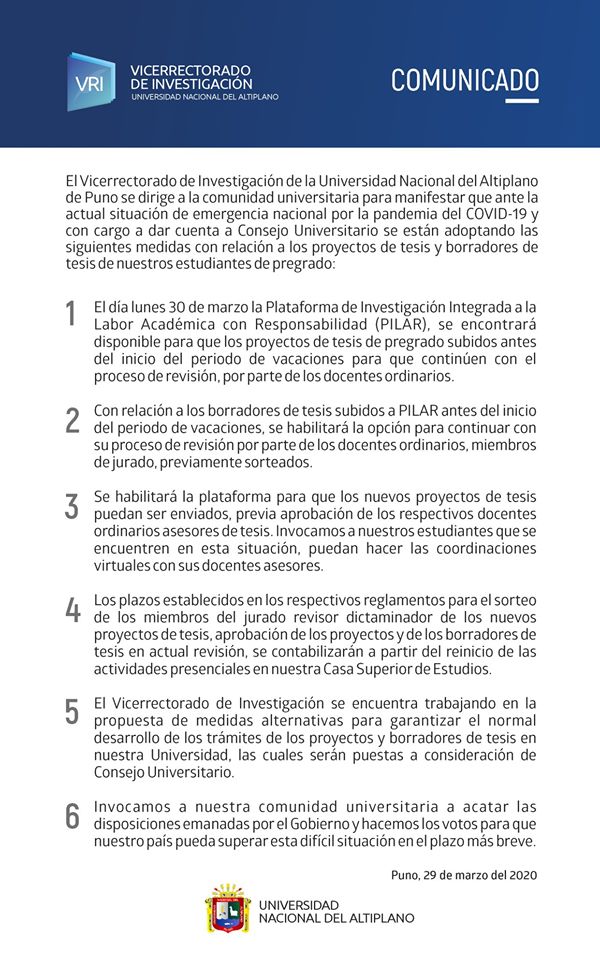 VRI
VICERRECTORADO
DE INVESTIGACIÓN
UNIVERSIDAD NACIONAL DEL ALTIPLANO
COMUNICADO
El Vicerrectorado de Investigación de la Universidad Nacional del Altiplano
de Puno se dirige a la comunidad universitaria para manifestar que ante la
actual situación de emergencia nacional por la pandemia del COVID-19 y
con cargo a dar cuenta a Consejo Universitario se están adoptando las
siguientes medidas con relación a los proyectos de tesis y borradores de
tesis de nuestros estudiantes de pregrado:
1 El día lunes 30 de marzo la Plataforma de Investigación Integrada a la
Labor Académica con Responsabilidad (PILAR), se encontrará
disponible para que los proyectos de tesis de pregrado subidos antes
del inicio del periodo de vacaciones para que continúen con el
proceso de revisión, por parte de los docentes ordinarios.
2 Con relación a los borradores de tesis subidos a PILAR antes del inicio
del periodo de vacaciones, se habilitará la opción para continuar con
su proceso de revisión por parte de los docentes ordinarios, miembros
de jurado, previamente sorteados.
3 Se habilitará la plataforma para que los nuevos proyectos de tesis
puedan ser enviados, previa aprobación de los respectivos docentes
ordinarios asesores de tesis. Invocamos a nuestros estudiantes que se
encuentren en esta situación, puedan hacer las coordinaciones
virtuales con sus docentes asesores.
4 Los plazos establecidos en los respectivos reglamentos para el sorteo
de los miembros del jurado revisor dictaminador de los nuevos
proyectos de tesis, aprobación de los proyectos y de los borradores de
tesis en actual revisión, se contabilizarán a partir del reinicio de las
actividades presenciales en nuestra Casa Superior de Estudios.
5 El Vicerrectorado de Investigación se encuentra trabajando en la
propuesta de medidas alternativas para garantizar el normal
desarrollo de los trámites de los proyectos y borradores de tesis en
nuestra Universidad, las cuales serán puestas a consideración de
Consejo Universitario.
6 Invocamos a nuestra comunidad universitaria a acatar las
disposiciones emanadas por el Gobierno y hacemos los votos para que
nuestro país pueda superar esta difícil situación en el plazo más breve.
Puno, 29 de marzo del 2020
UNIVERSIDAD
NACIONAL DEL ALTIPLANO